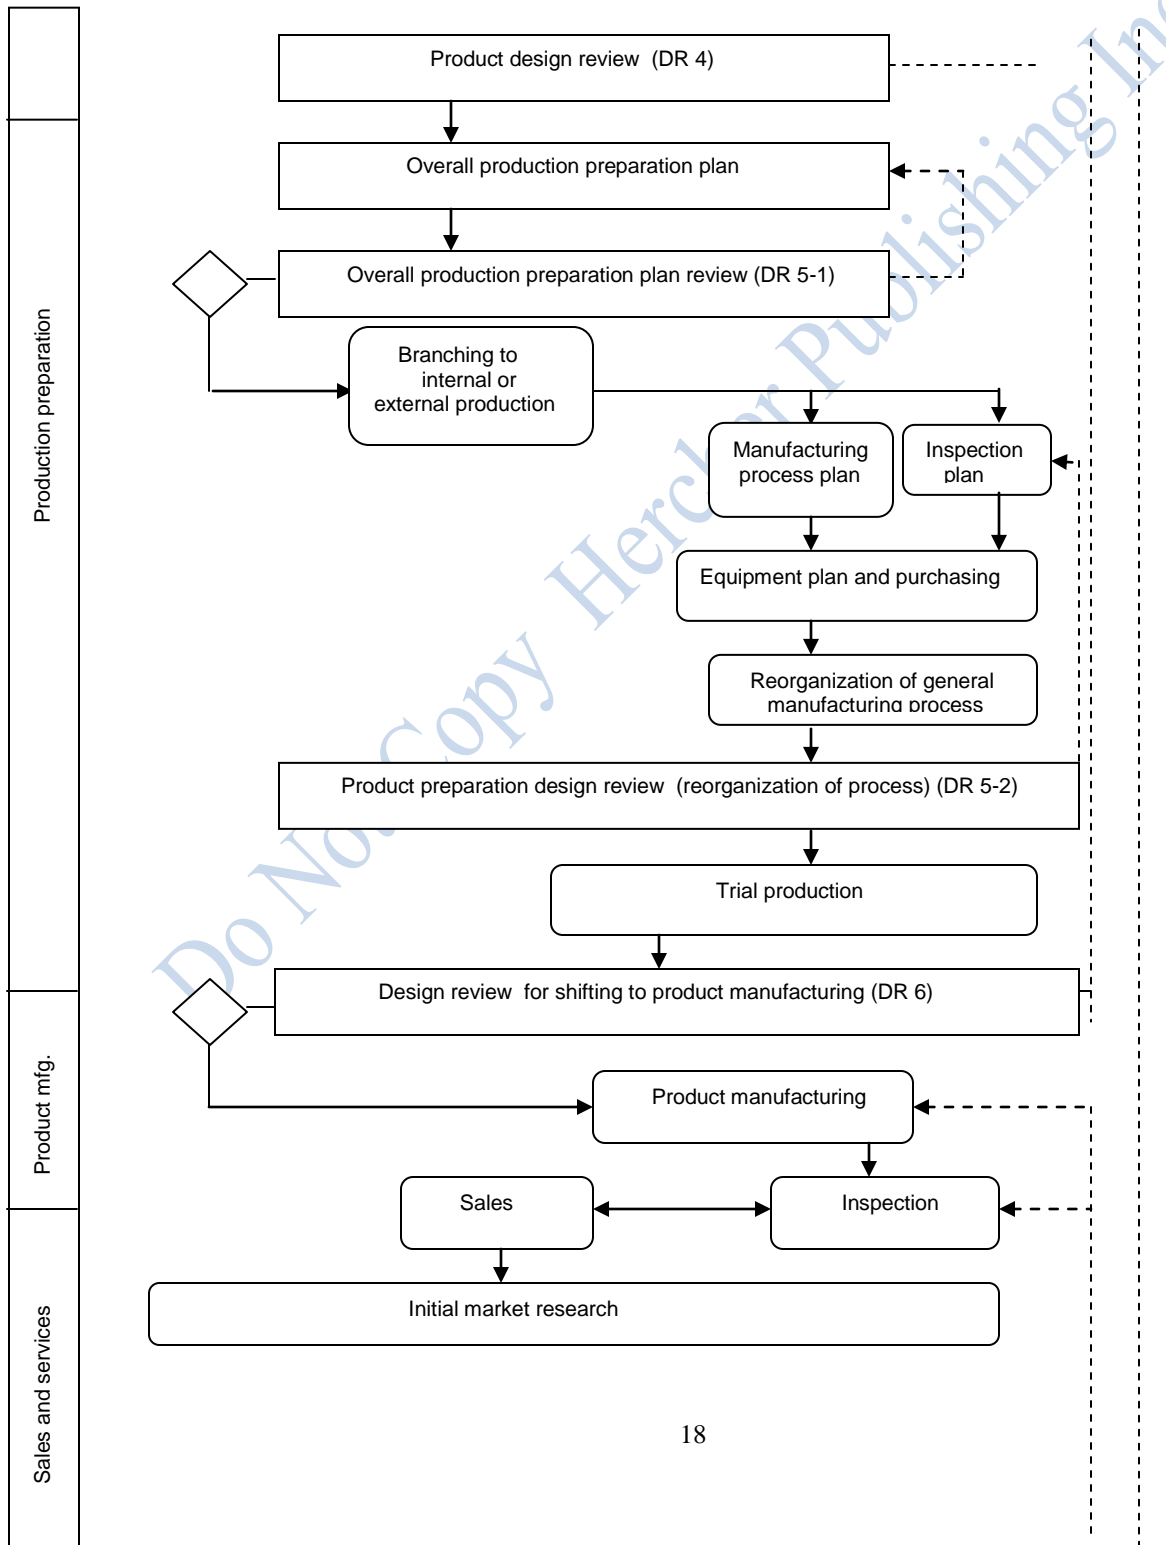 Product design review  (DR 4)
Overall production preparation plan
Overall production preparation plan review (DR 5-1)
Production preparation
Branching to
internal or
external production
Manufacturing
process plan
Inspection
plan
Equipment plan and purchasing
Reorganization of general
manufacturing process
Product preparation design review  (reorganization of process) (DR 5-2)
Trial production
Design review  for shifting to product manufacturing (DR 6)
Product mfg.
Product manufacturing
Sales
Inspection
Initial market research
Sales and services
18
Do Not Copy Hercher Publishing Inc